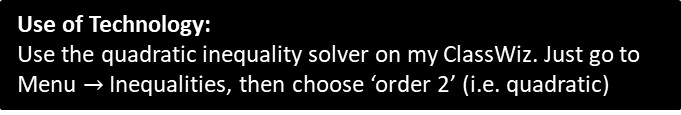 Use of Technology:
Use the quadratic inequality solver on my ClassWiz. Just go to
Menu → Inequalities, then choose ‘order 2’ (i.e. quadratic)